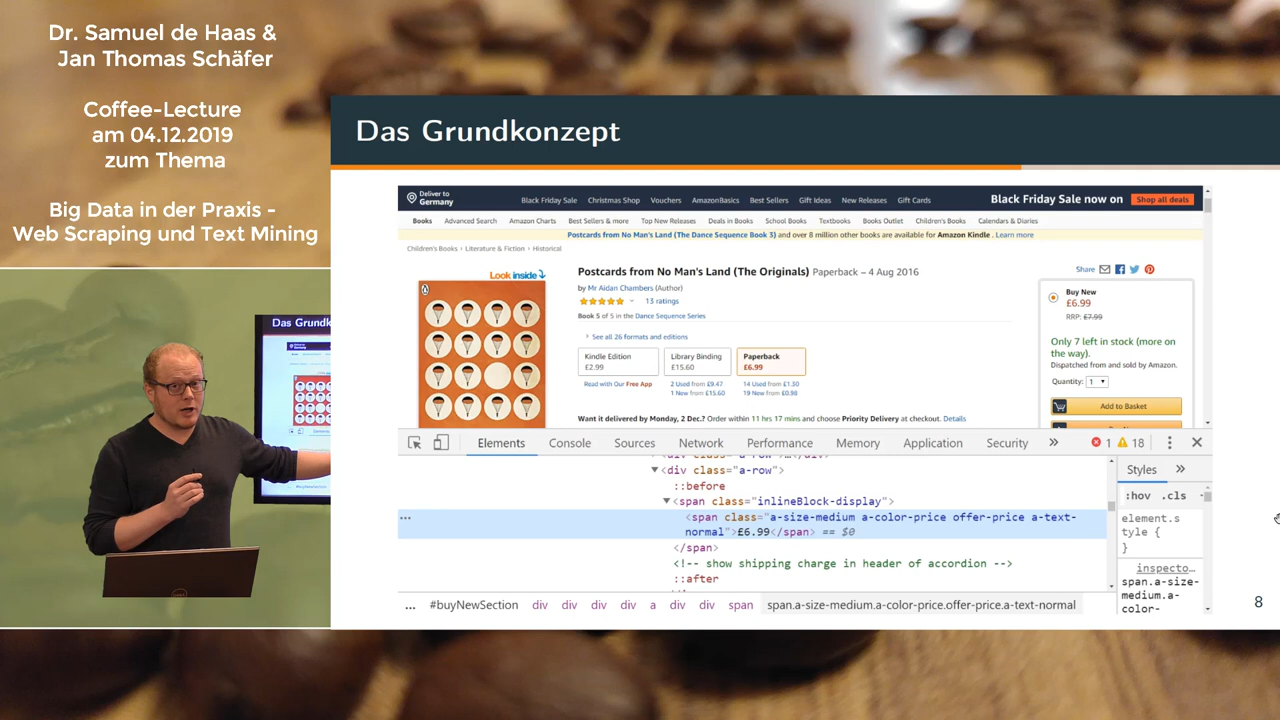 Dr. Samuel de Haas &
Jan Thomas Schäfer
Coffee-Lecture
am 04.12.2019
zum Thema
Big Data in der Praxis -
Web Scraping und Text Mining
Das Grundkonzept
Deliver to
Germany
Black Friday Sale Christmas Shop Vouchers AmazonBasics Best Sellers Gift Ideas New Releases Gift Cards
Black Friday Sale now on Shop all deals
Books Advanced Search Amazon Charts Best Sellers & more Top New Releases Deals in Books School Books Textbooks Books Outlet Children's Books Calendars & Diaries
Postcards from No Man's Land (The Dance Sequence Book 3) and over 8 million other books are available for Amazon Kindle . Learn more
Children's Books › Literature & Fiction › Historical
Look inside
Postcards from No Man's Land (The Originals) Paperback – 4 Aug 2016
by Mr Aidan Chambers (Author)
13 ratings
Book 5 of 5 in the Dance Sequence Series
See all 26 formats and editions
Kindle Edition
£2.99
Library Binding
£15.60
Paperback
£6.99
Read with Our Free App
2 Used from £9.47
1 New from £15.60
14 Used from £1.30
19 New from £0.98
Want it delivered by Monday, 2 Dec.? Order within 11 hrs 17 mins and choose Priority Delivery at checkout. Details
Share
Buy New
£6.99
RRP: £7.99
Only 7 left in stock (more on
the way).
Dispatched from and sold by Amazon.
Quantity: 1
Add to Basket
Elements Console Sources Network Performance Memory Application Security » 1 18
<div class="a-row">
::before
<span class="inlineBlock-display">
<span class="a-size-medium a-color-price offer-price a-text-
normal">£6.99</span> == $0
</span>
<!-- show shipping charge in header of accordion -->
::after
Styles »
:hov .cls
element.s
tyle {
}
inspecto…
span.a-size-
medium.a-
color-
... #buyNewSection div div div div a div div span span.a-size-medium.a-color-price.offer-price.a-text-normal
8
Das Grundk
DELL